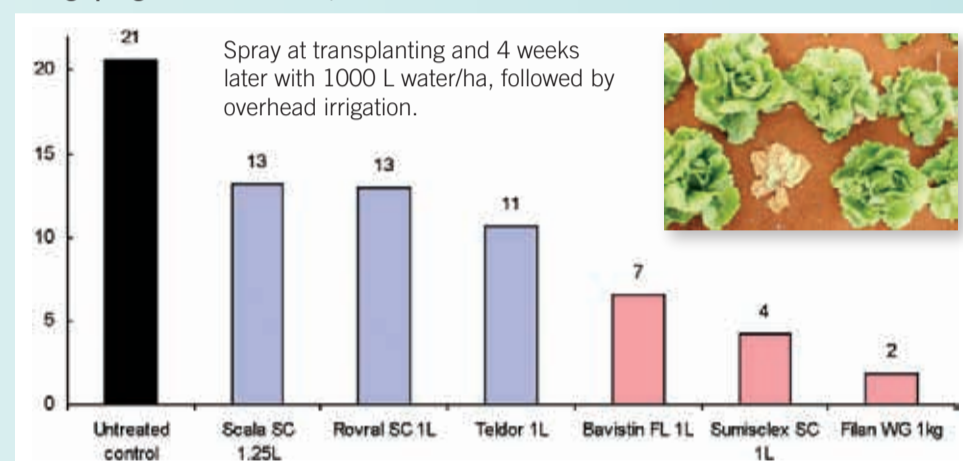 21
Spray at transplanting and 4 weeks
later with 1000 L water/ha, followed by
overhead irrigation.
20
15
13
13
11
10
7
5
4
2
0
Untreated control
Scala SC 1.25L
Rovral SC 1L
Teldor 1L
Bavistin FL 1L
Sumisclex SC 1L
Filan WG 1kg